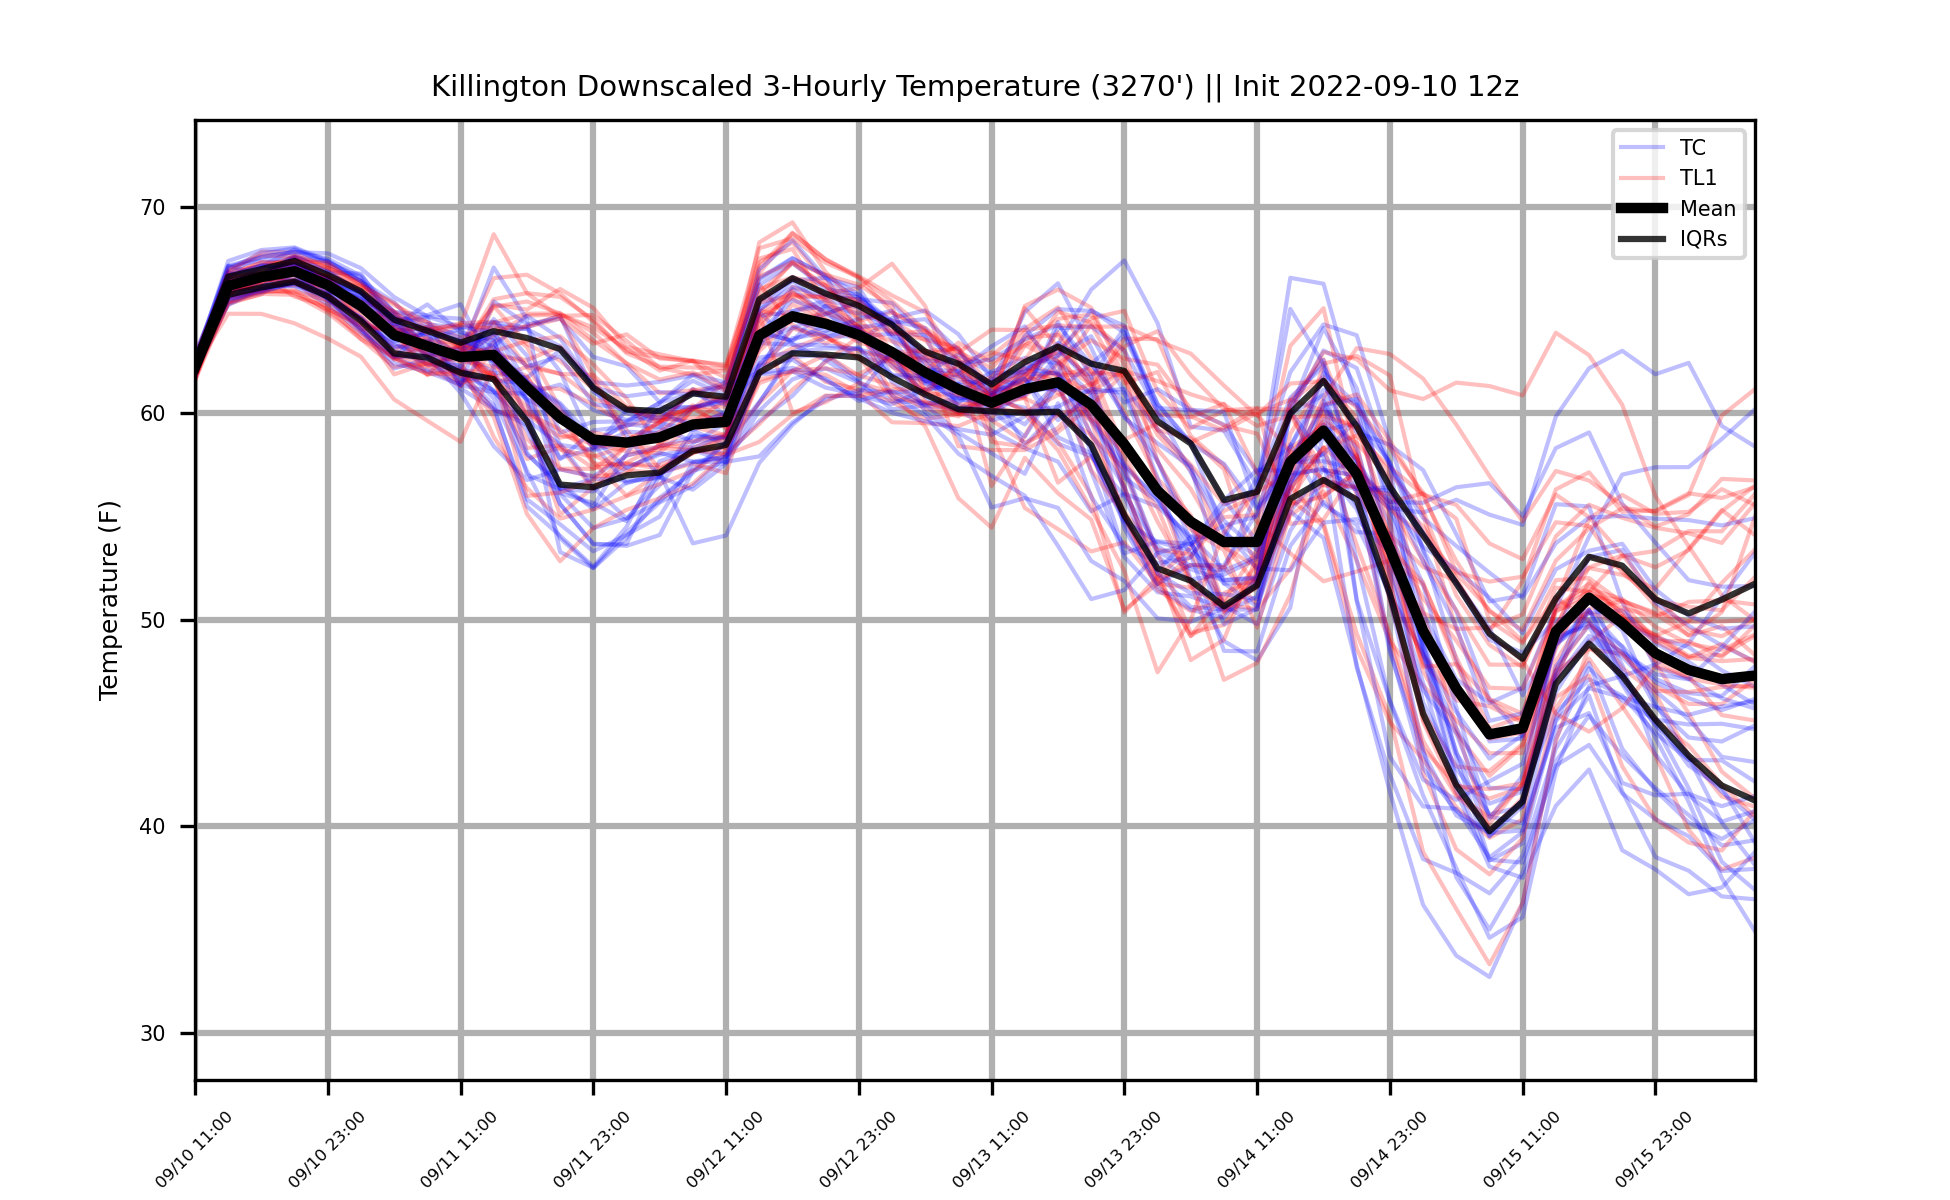 Killington Downscaled 3-Hourly Temperature (3270') || Init 2022-09-10 12z
TC
TL1
Mean
IQRs
Temperature (F)
70
60
50
40
30
09/10 11:00
09/10 23:00
09/11 11:00
09/11 23:00
09/12 11:00
09/12 23:00
09/13 11:00
09/13 23:00
09/14 11:00
09/14 23:00
09/15 11:00
09/15 23:00